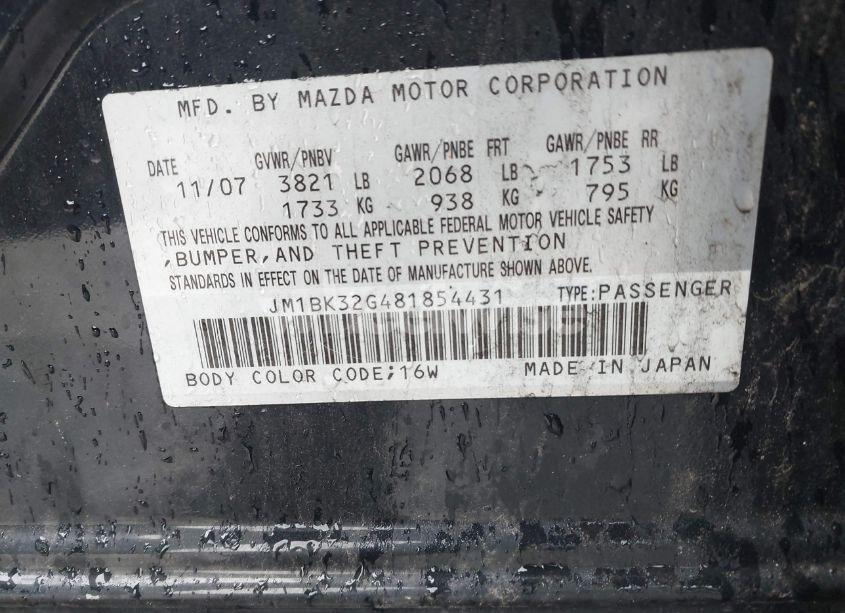 MFD. BY MAZDA MOTOR CORPORATION
DATE GVWR/PNBV GAWR/PNBE FRT GAWR/PNBE RR
11/07 3821 LB 2068 LB 1753 LB
1733 KG 938 KG 795 KG
THIS VEHICLE CONFORMS TO ALL APPLICABLE FEDERAL MOTOR VEHICLE SAFETY
,BUMPER,AND THEFT PREVENTION
STANDARDS IN EFFECT ON THE DATE OF MANUFACTURE SHOWN ABOVE.
JM1BK32G481854431 TYPE:PASSENGER
BODY COLOR CODE;16W MADE IN JAPAN